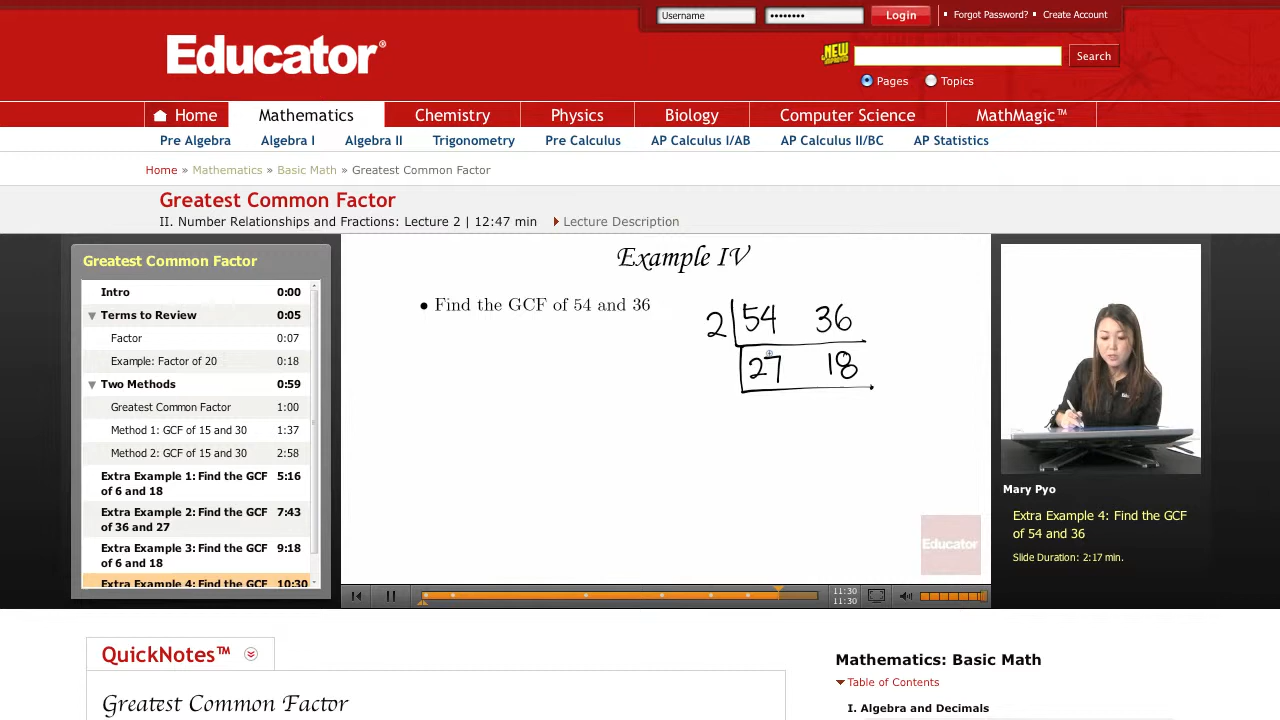 Username
••••••••
Login
Forgot Password?
Create Account
Educator®
NEW
Search
Pages
Topics
Home
Mathematics
Chemistry
Physics
Biology
Computer Science
MathMagic™
Pre Algebra
Algebra I
Algebra II
Trigonometry
Pre Calculus
AP Calculus I/AB
AP Calculus II/BC
AP Statistics
Home » Mathematics » Basic Math » Greatest Common Factor
Greatest Common Factor
II. Number Relationships and Fractions: Lecture 2 | 12:47 min
Lecture Description
Greatest Common Factor
Intro 0:00
Terms to Review 0:05
Factor 0:07
Example: Factor of 20 0:18
Two Methods 0:59
Greatest Common Factor 1:00
Method 1: GCF of 15 and 30 1:37
Method 2: GCF of 15 and 30 2:58
Extra Example 1: Find the GCF 5:16
of 6 and 18
Extra Example 2: Find the GCF 7:43
of 36 and 27
Extra Example 3: Find the GCF 9:18
of 6 and 18
Extra Example 4: Find the GCF 10:30
Example IV
• Find the GCF of 54 and 36
2 54 36
27 18
Educator
11:30
11:30
Mary Pyo
Extra Example 4: Find the GCF
of 54 and 36
Slide Duration: 2:17 min.
QuickNotes™
Greatest Common Factor
Mathematics: Basic Math
Table of Contents
I. Algebra and Decimals